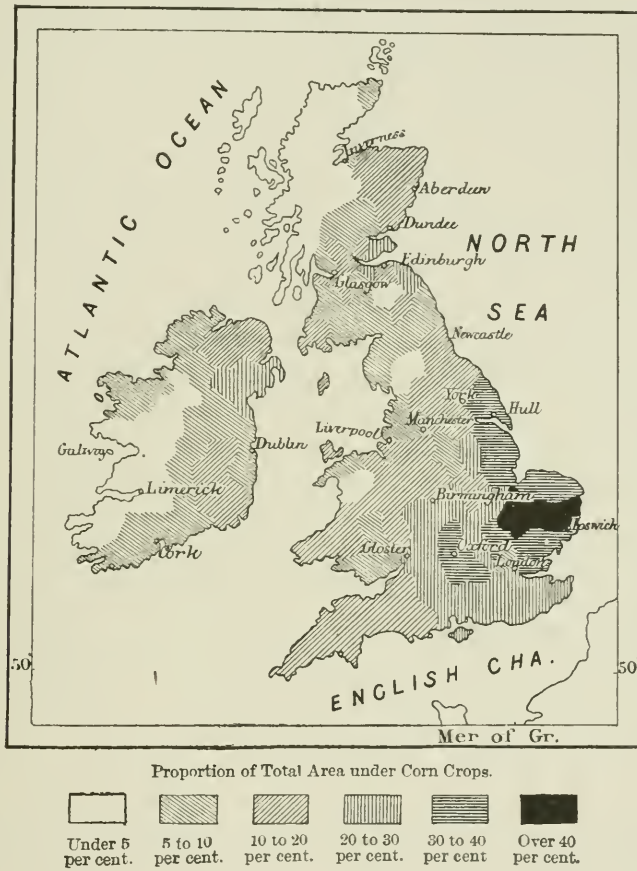 ATLANTIC OCEAN
Inverness
Aberdeen
Dundee
NORTH
Edinburgh
Glasgow
SEA
Newcastle
York
Hull
Manchester
Liverpool
Galway
Dublin
Limerick
Birmingham
Ipswich
Cork
Gloster
Oxford
London
50°
50
ENGLISH CHA.
Mer of Gr.
Proportion of Total Area under Corn Crops.
Under 5 per cent.
5 to 10 per cent.
10 to 20 per cent.
20 to 30 per cent.
30 to 40 per cent
Over 40 per cent.